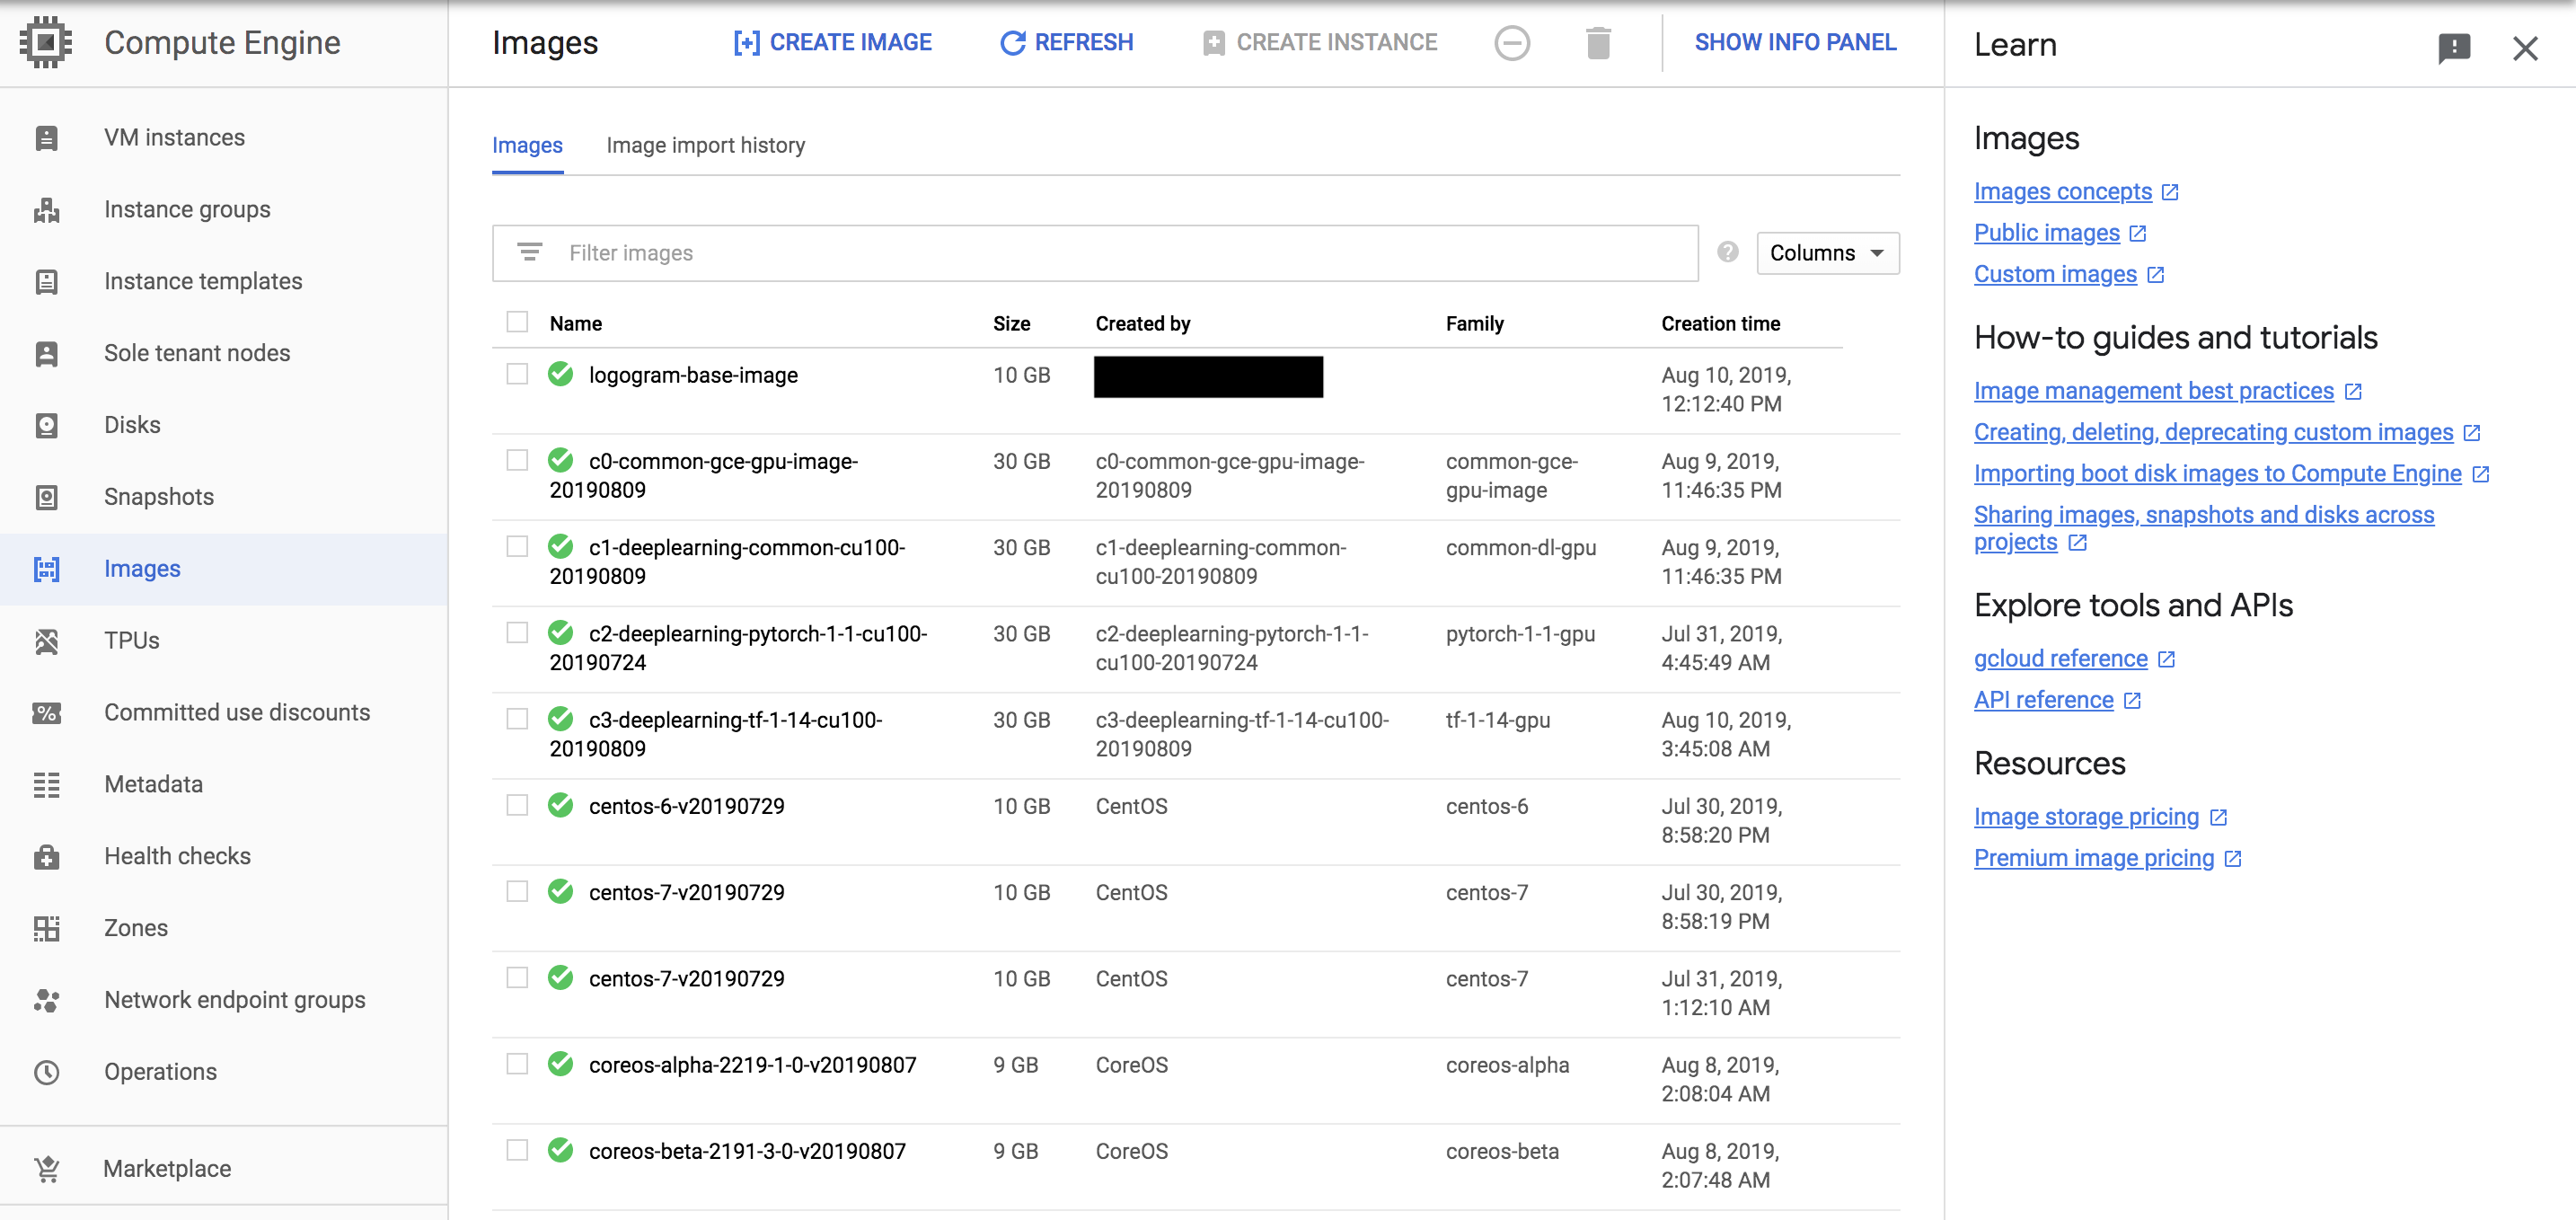 Compute Engine
VM instances
Instance groups
Instance templates
Sole tenant nodes
Disks
Snapshots
Images
TPUs
Committed use discounts
Metadata
Health checks
Zones
Network endpoint groups
Operations
Marketplace
Images
CREATE IMAGE
REFRESH
CREATE INSTANCE
SHOW INFO PANEL
Images
Image import history
Filter images
Columns
Name Size Created by Family Creation time
logogram-base-image 10 GB Aug 10, 2019,
12:12:40 PM
c0-common-gce-gpu-image- 30 GB c0-common-gce-gpu-image- common-gce- Aug 9, 2019,
20190809 20190809 gpu-image 11:46:35 PM
c1-deeplearning-common-cu100- 30 GB c1-deeplearning-common- common-dl-gpu Aug 9, 2019,
20190809 cu100-20190809 11:46:35 PM
c2-deeplearning-pytorch-1-1-cu100- 30 GB c2-deeplearning-pytorch-1-1- pytorch-1-1-gpu Jul 31, 2019,
20190724 cu100-20190724 4:45:49 AM
c3-deeplearning-tf-1-14-cu100- 30 GB c3-deeplearning-tf-1-14-cu100- tf-1-14-gpu Aug 10, 2019,
20190809 20190809 3:45:08 AM
centos-6-v20190729 10 GB CentOS centos-6 Jul 30, 2019,
8:58:20 PM
centos-7-v20190729 10 GB CentOS centos-7 Jul 30, 2019,
8:58:19 PM
centos-7-v20190729 10 GB CentOS centos-7 Jul 31, 2019,
1:12:10 AM
coreos-alpha-2219-1-0-v20190807 9 GB CoreOS coreos-alpha Aug 8, 2019,
2:08:04 AM
coreos-beta-2191-3-0-v20190807 9 GB CoreOS coreos-beta Aug 8, 2019,
2:07:48 AM
Learn
Images
Images concepts
Public images
Custom images
How-to guides and tutorials
Image management best practices
Creating, deleting, deprecating custom images
Importing boot disk images to Compute Engine
Sharing images, snapshots and disks across
projects
Explore tools and APIs
gcloud reference
API reference
Resources
Image storage pricing
Premium image pricing